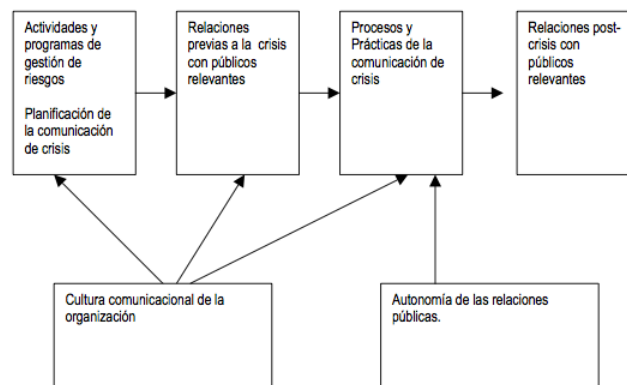 Actividades y
programas de
gestión de
riesgos
Planificación de
la comunicación
de crisis
Relaciones
previas a la crisis
con públicos
relevantes
Procesos y
Prácticas de la
comunicación de
crisis
Relaciones post-
crisis con
públicos
relevantes
Cultura comunicacional de la
organización
Autonomía de las relaciones
públicas.